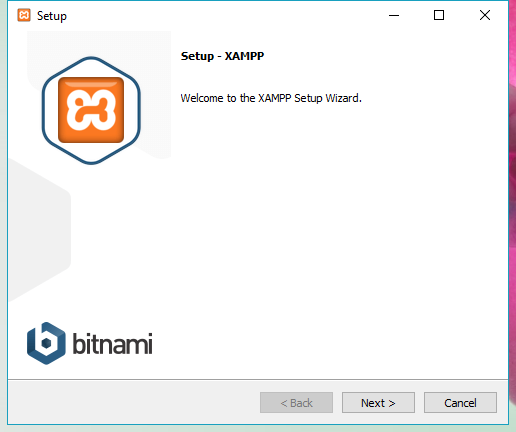 Setup
Setup - XAMPP
Welcome to the XAMPP Setup Wizard.
bitnami
< Back
Next >
Cancel